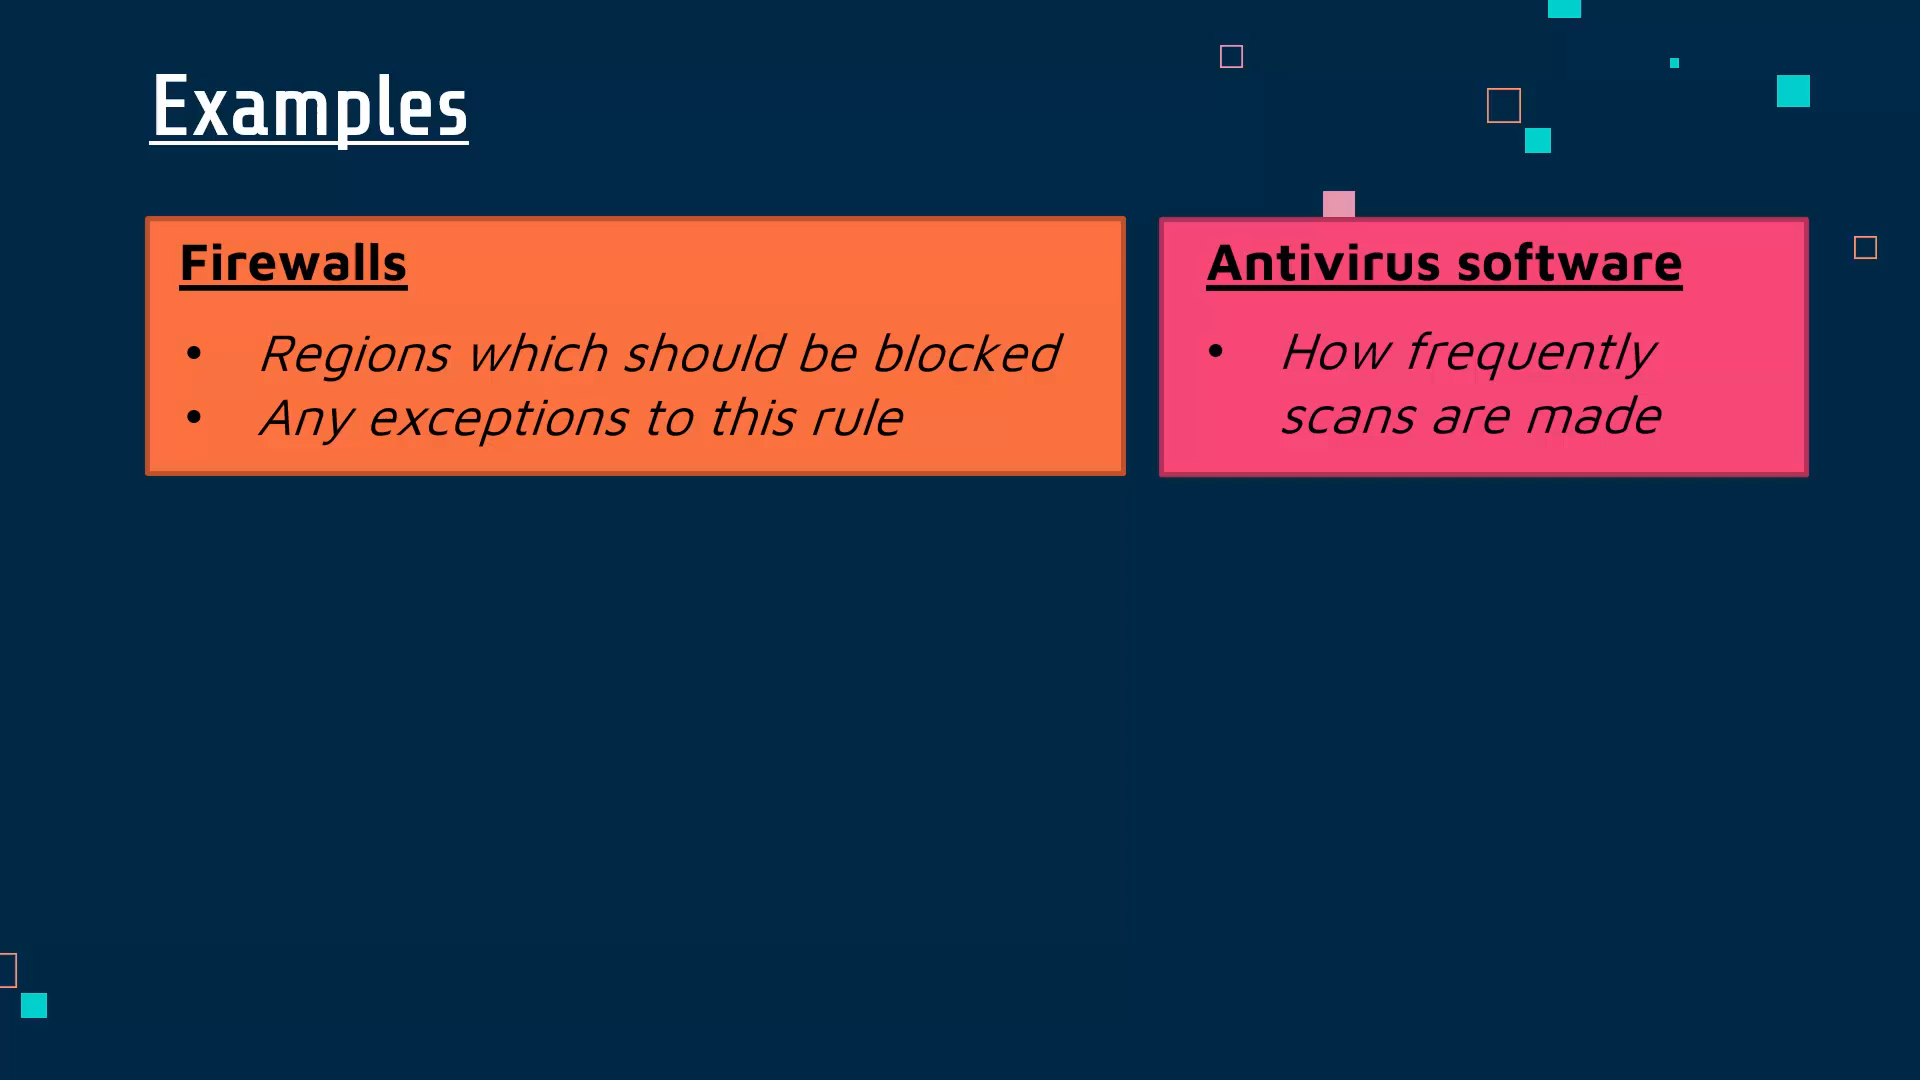 Examples
Firewalls
• Regions which should be blocked
• Any exceptions to this rule
Antivirus software
• How frequently
scans are made